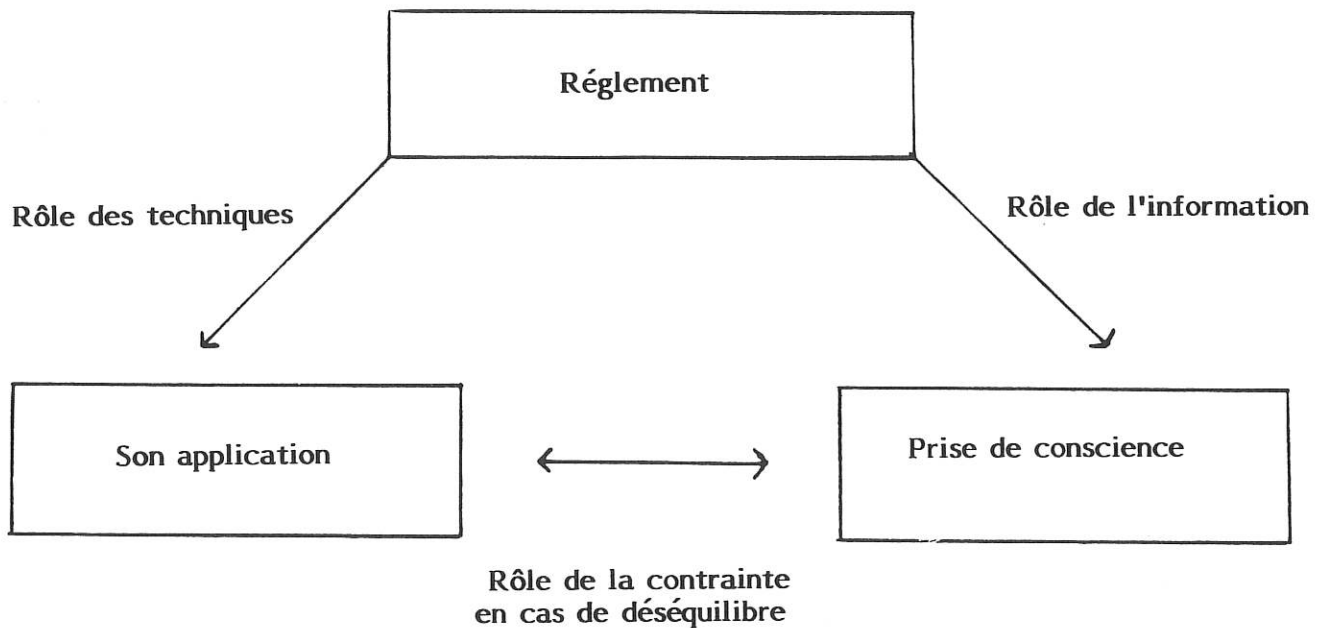 Réglement
Rôle des techniques
Rôle de l'information
Son application
Prise de conscience
Rôle de la contrainte
en cas de déséquilibre